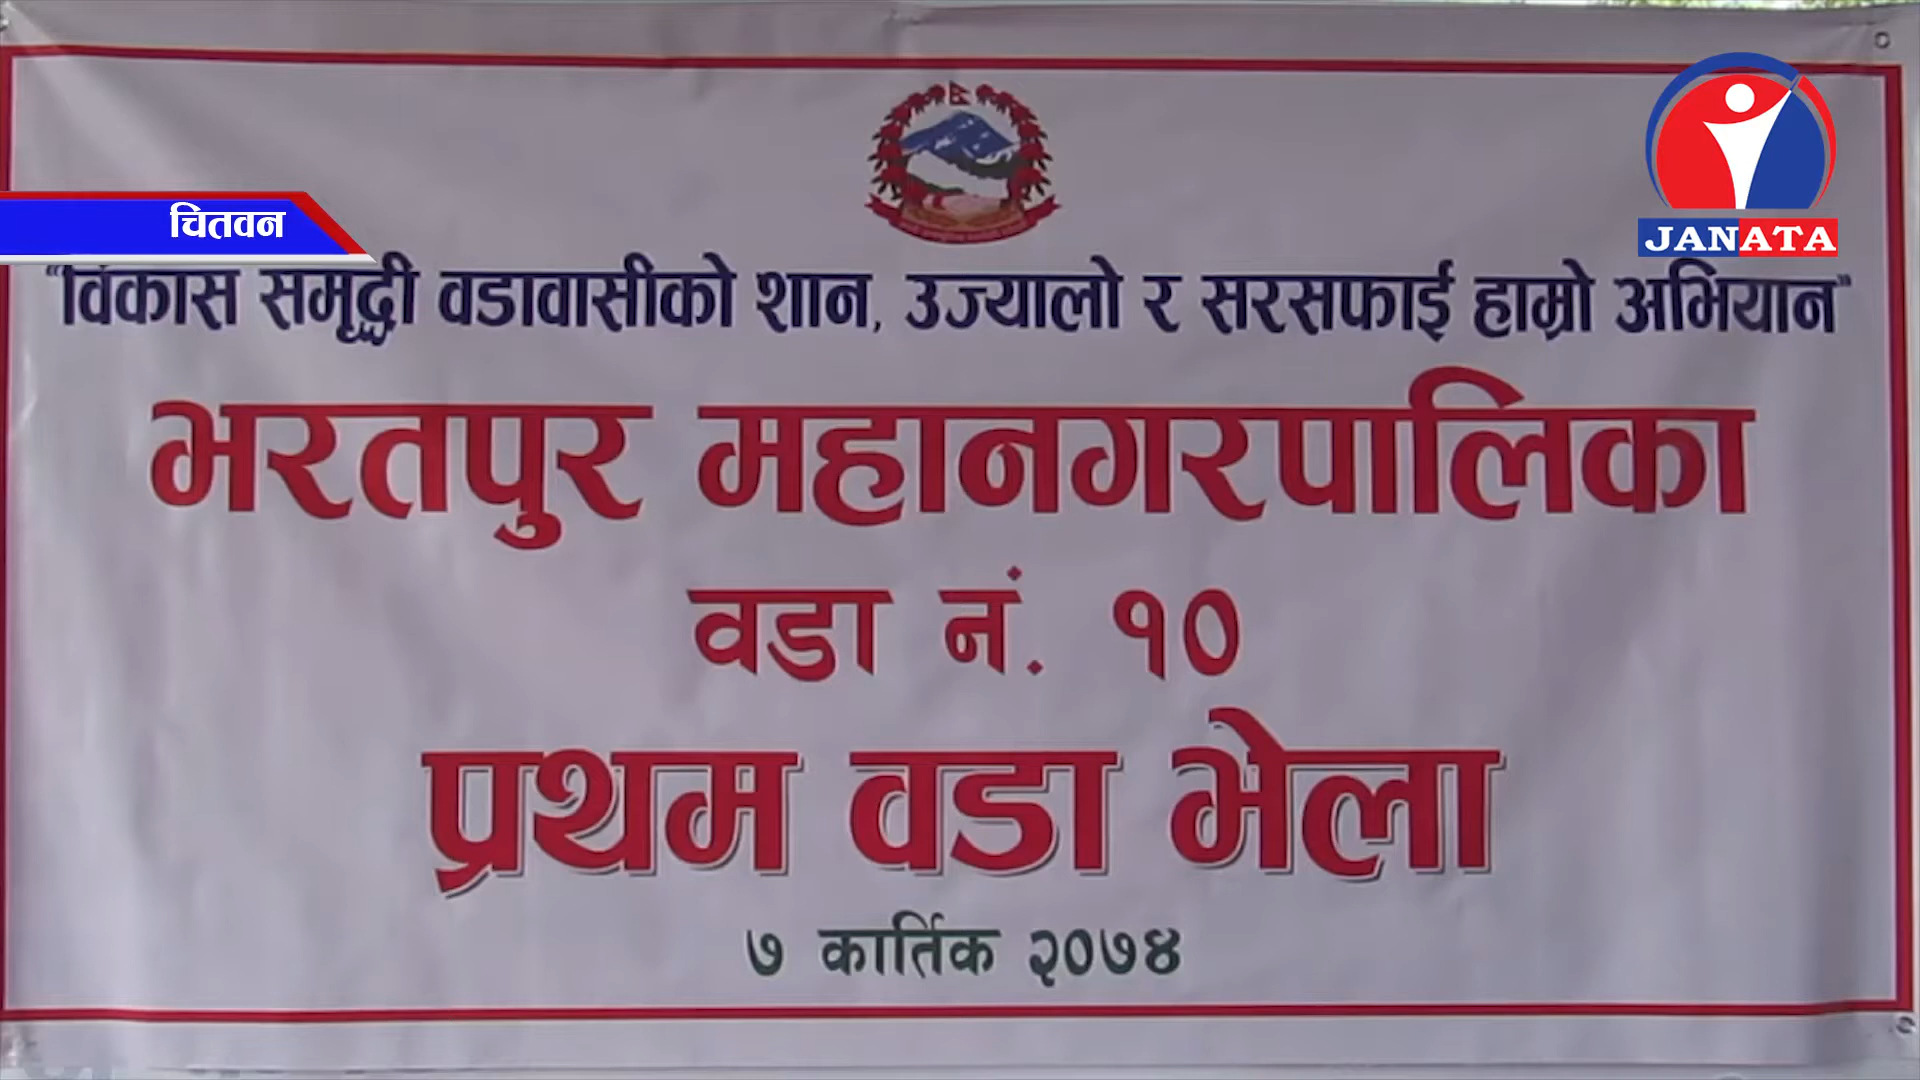 चितवन
JANATA
"विकास समृद्धी वडावासीको शान, उज्यालो र सरसफाई हाम्रो अभियान"
भरतपुर महानगरपालिका
वडा नं. १०
प्रथम वडा भेला
७ कार्तिक २०७४